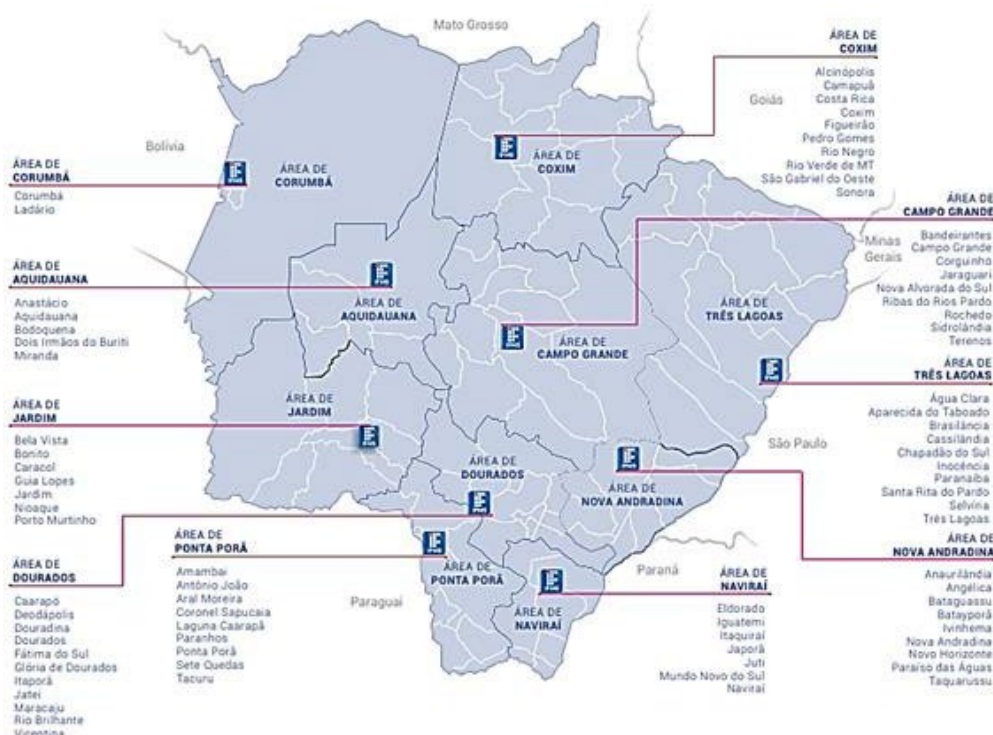 Mato Grosso
Goiás
Bolívia
Minas
Gerais
São Paulo
Paraná
Paraguai
ÁREA DE
COXIM
Alcinópolis
Camapuã
Costa Rica
Coxim
Figueirão
Pedro Gomes
Rio Negro
Rio Verde de MT
São Gabriel do Oeste
Sonora
ÁREA DE
CORUMBÁ
Corumbá
Ladário
ÁREA DE
CAMPO GRANDE
Bandeirantes
Campo Grande
Corguinho
Jaraguari
Nova Alvorada do Sul
Ribas do Rios Pardo
Rochedo
Sidrolândia
Terenos
ÁREA DE
AQUIDAUANA
Anastácio
Aquidauana
Bodoquena
Dois Irmãos do Buriti
Miranda
ÁREA DE
TRÊS LAGOAS
Água Clara
Aparecida do Taboado
Brasilância
Cassilândia
Chapadão do Sul
Inocência
Paranaíba
Santa Rita do Pardo
Selvíria
Três Lagoas
ÁREA DE
JARDIM
Bela Vista
Bonito
Caracol
Guia Lopes
Jardim
Nioaque
Porto Murtinho
ÁREA DE
NOVA ANDRADINA
Anaurilândia
Angélica
Bataguassu
Batayporã
Ivinhema
Nova Andradina
Novo Horizonte
Paraíso das Águas
Taquarussu
ÁREA DE
DOURADOS
Caarapó
Deodápolis
Douradina
Dourados
Fátima do Sul
Glória de Dourados
Itaporã
Jateí
Maracaju
Rio Brilhante
Vicentina
ÁREA DE
PONTA PORÃ
Amambai
Antônio João
Aral Moreira
Coronel Sapucaia
Laguna Caarapã
Paranhos
Ponta Porã
Sete Quedas
Tacuru
ÁREA DE
NAVIRAÍ
Eldorado
Iguatemi
Itaquiraí
Japorã
Juti
Mundo Novo do Sul
Naviraí
ÁREA DE
CORUMBÁ
ÁREA DE
COXIM
ÁREA DE
AQUIDAUANA
ÁREA DE
CAMPO GRANDE
ÁREA DE
TRÊS LAGOAS
ÁREA DE
JARDIM
ÁREA DE
DOURADOS
ÁREA DE
NOVA ANDRADINA
ÁREA DE
PONTA PORÃ
ÁREA DE
NAVIRAÍ